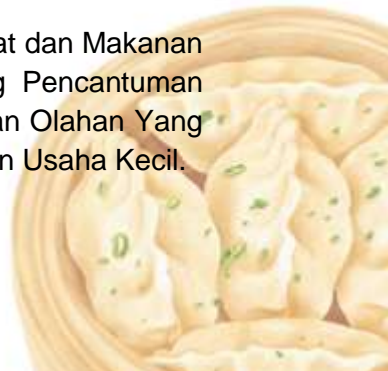 at dan Makanan
g Pencantuman
an Olahan Yang
n Usaha Kecil.